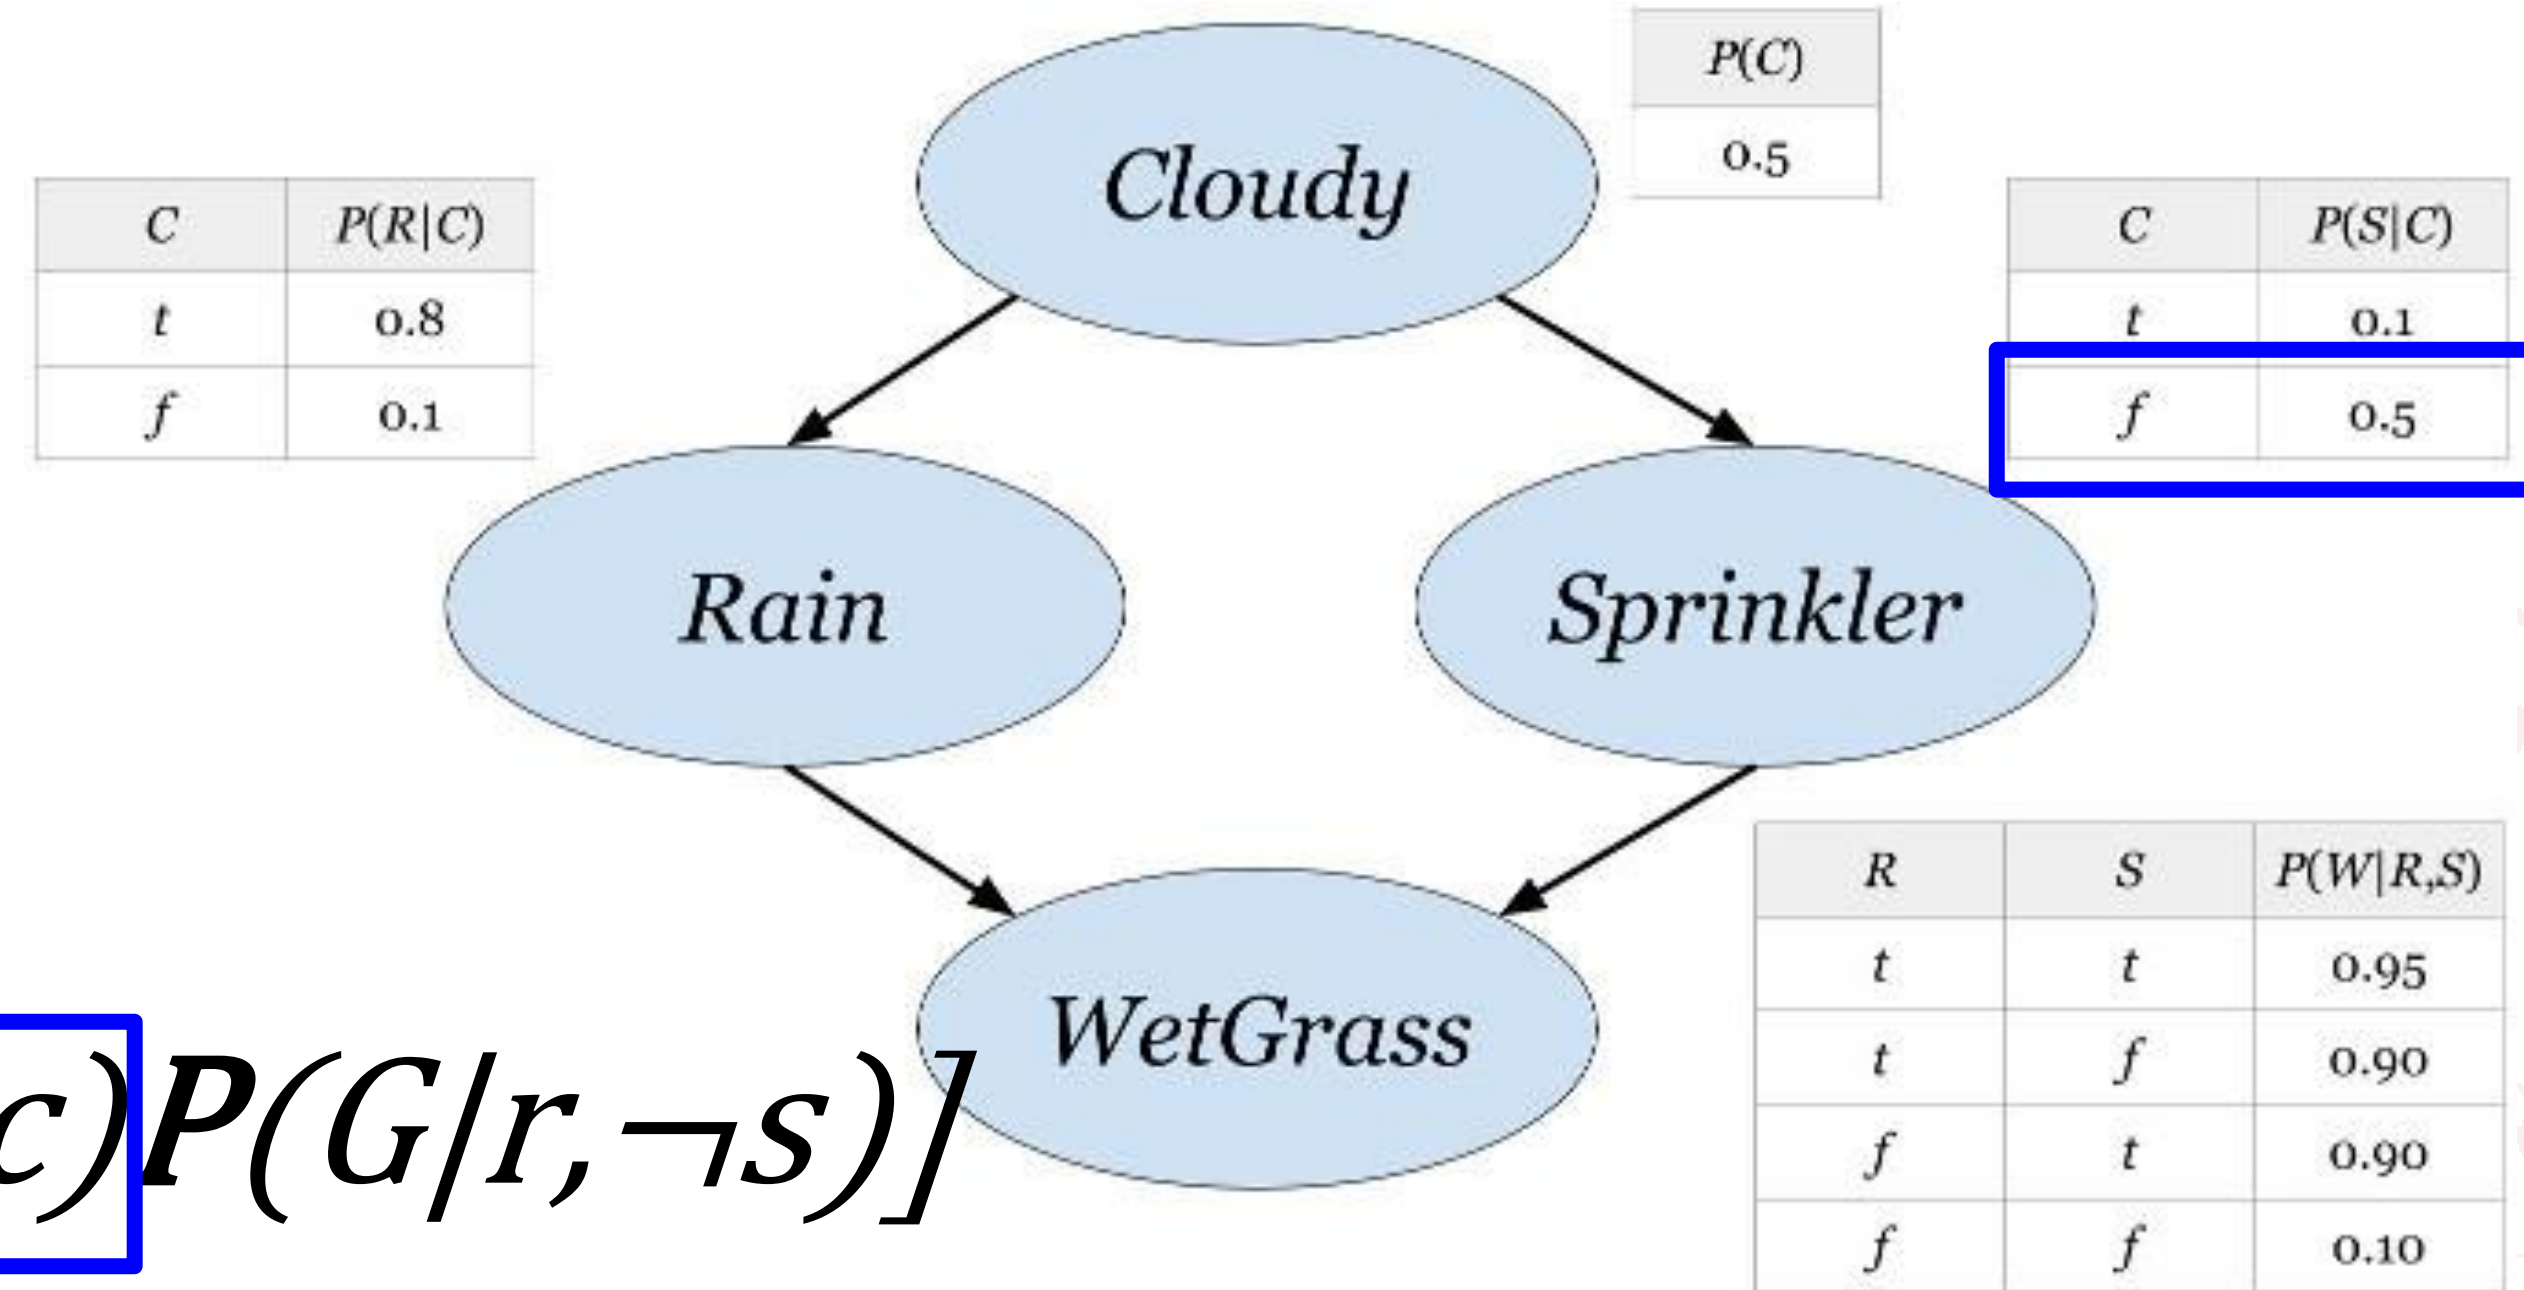 P(C)
0.5
Cloudy
C P(R|C)
t 0.8
f 0.1
C P(S|C)
t 0.1
f 0.5
Rain
Sprinkler
WetGrass
R S P(W|R,S)
t t 0.95
t f 0.90
f t 0.90
f f 0.10
c)P(G|r,¬s)]